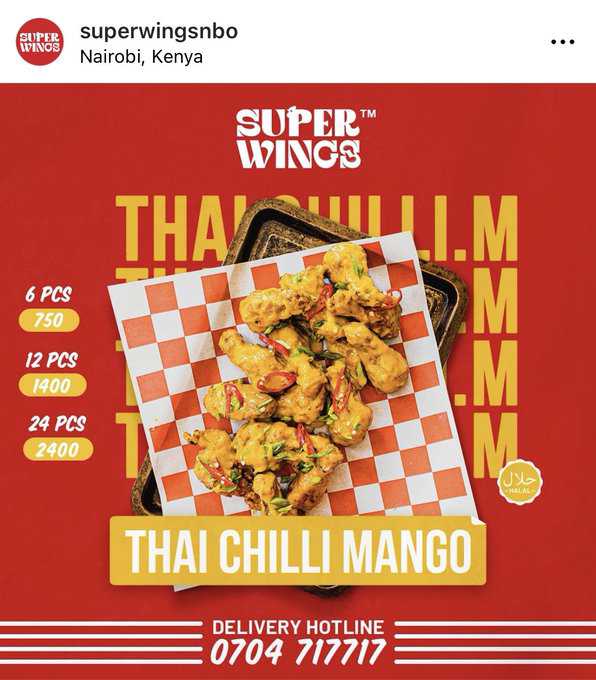 SUPER
WINGS
superwingsnbo
Nairobi, Kenya
SUPER™
WINGS
THAI CHILLI.M
.M
.M
.M
6 PCS
750
12 PCS
1400
24 PCS
2400
حلال
HALAL
THAI CHILLI MANGO
DELIVERY HOTLINE
0704 717717